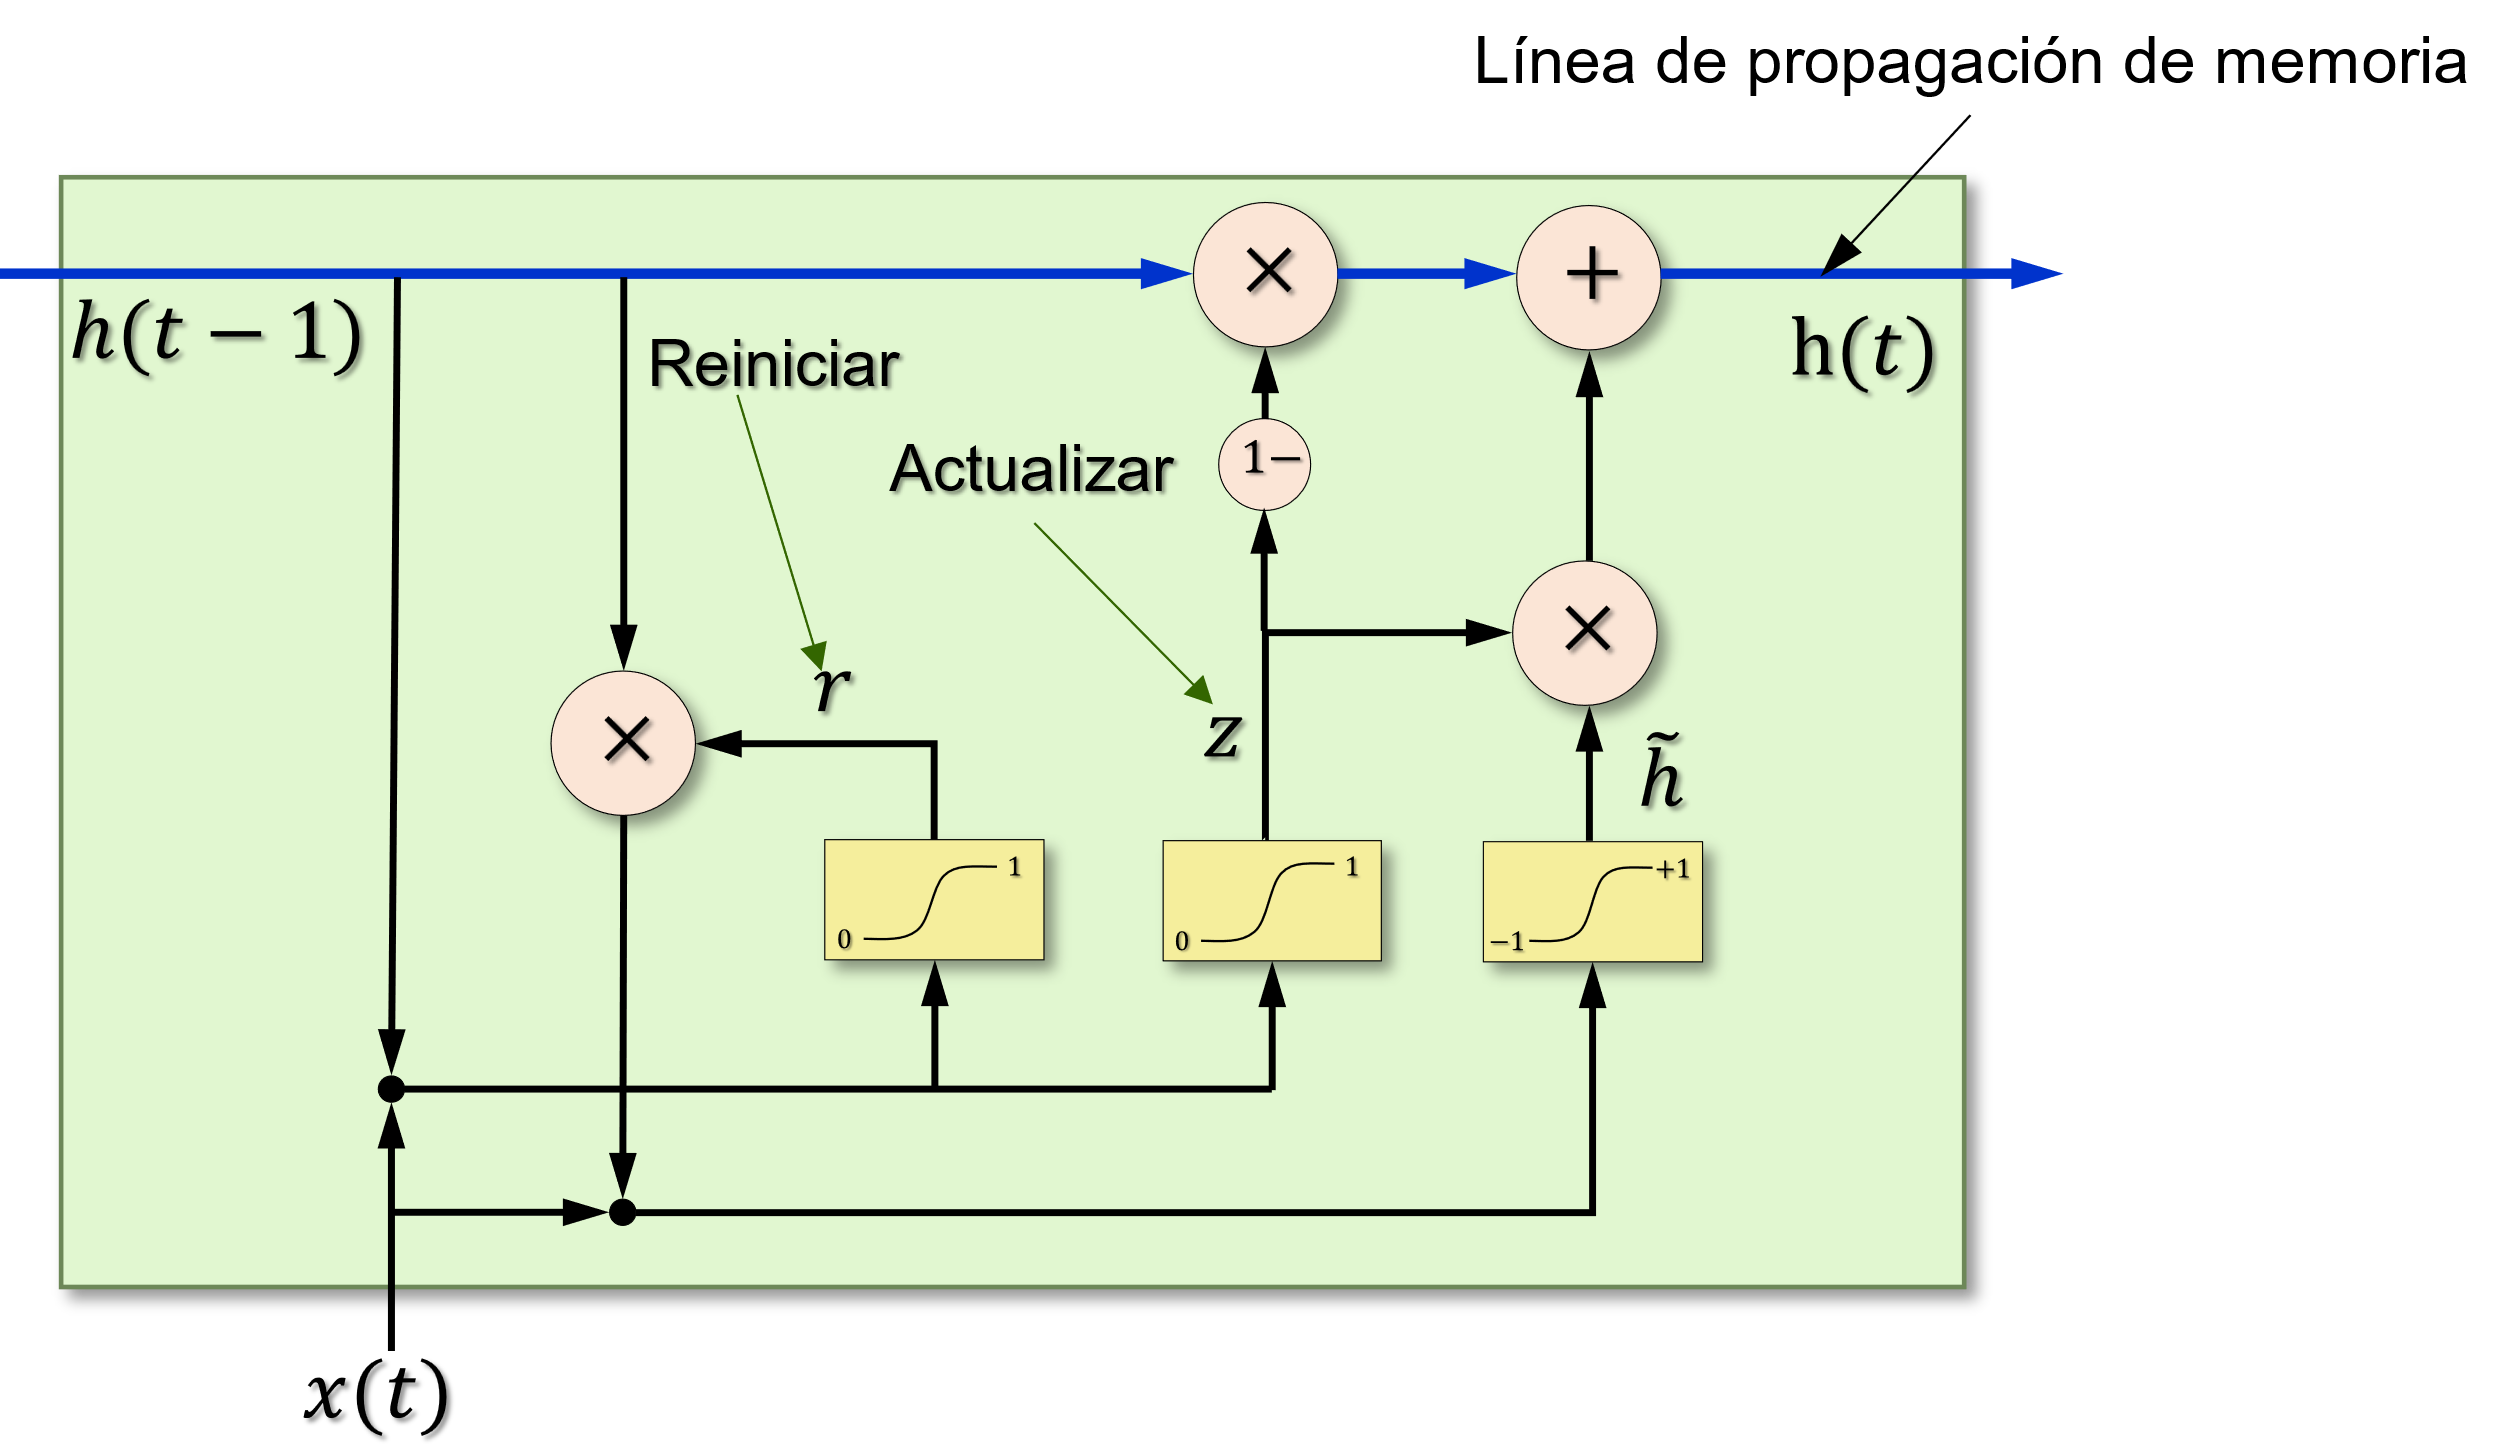 Línea de propagación de memoria
×
+
h(t − 1)
h(t)
Reiniciar
Actualizar
1−
×
r
×
z
h̃
1
1
+1
0
0
−1
x(t)